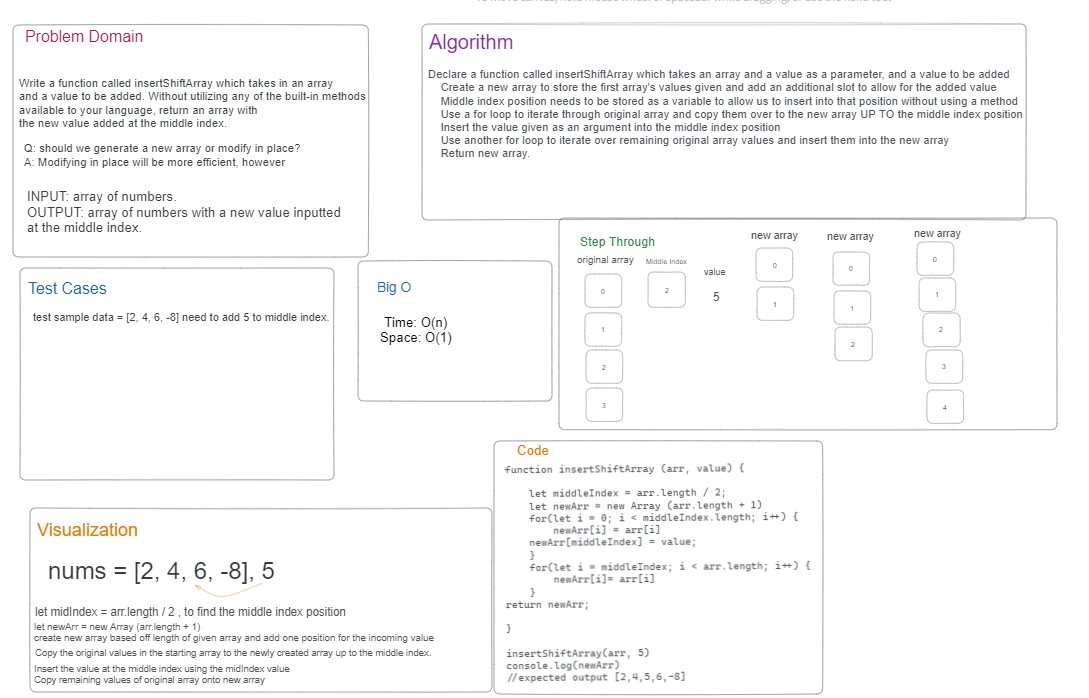 Problem Domain
Write a function called insertShiftArray which takes in an array
and a value to be added. Without utilizing any of the built-in methods
available to your language, return an array with
the new value added at the middle index.
Q: should we generate a new array or modify in place?
A: Modifying in place will be more efficient, however
INPUT: array of numbers.
OUTPUT: array of numbers with a new value inputted
at the middle index.
Algorithm
Declare a function called insertShiftArray which takes an array and a value as a parameter, and a value to be added
Create a new array to store the first array's values given and add an additional slot to allow for the added value
Middle index position needs to be stored as a variable to allow us to insert into that position without using a method
Use a for loop to iterate through original array and copy them over to the new array UP TO the middle index position
Insert the value given as an argument into the middle index position
Use another for loop to iterate over remaining original array values and insert them into the new array
Return new array.
Test Cases
test sample data = [2, 4, 6, -8] need to add 5 to middle index.
Big O
Time: O(n)
Space: O(1)
Step Through
original array
0
1
2
3
Middle Index
2
value
5
new array
0
1
new array
0
1
2
new array
0
1
2
3
4
Visualization
nums = [2, 4, 6, -8], 5
let midIndex = arr.length / 2 , to find the middle index position
let newArr = new Array (arr.length + 1)
create new array based off length of given array and add one position for the incoming value
Copy the original values in the starting array to the newly created array up to the middle index.
Insert the value at the middle index using the midIndex value
Copy remaining values of original array onto new array
Code
function insertShiftArray (arr, value) {
let middleIndex = arr.length / 2;
let newArr = new Array (arr.length + 1)
for(let i = 0; i < middleIndex.length; i++) {
newArr[i] = arr[i]
newArr[middleIndex] = value;
}
for(let i = middleIndex; i < arr.length; i++) {
newArr[i]= arr[i]
}
return newArr;
}
insertShiftArray(arr, 5)
console.log(newArr)
//expected output [2,4,5,6,-8]